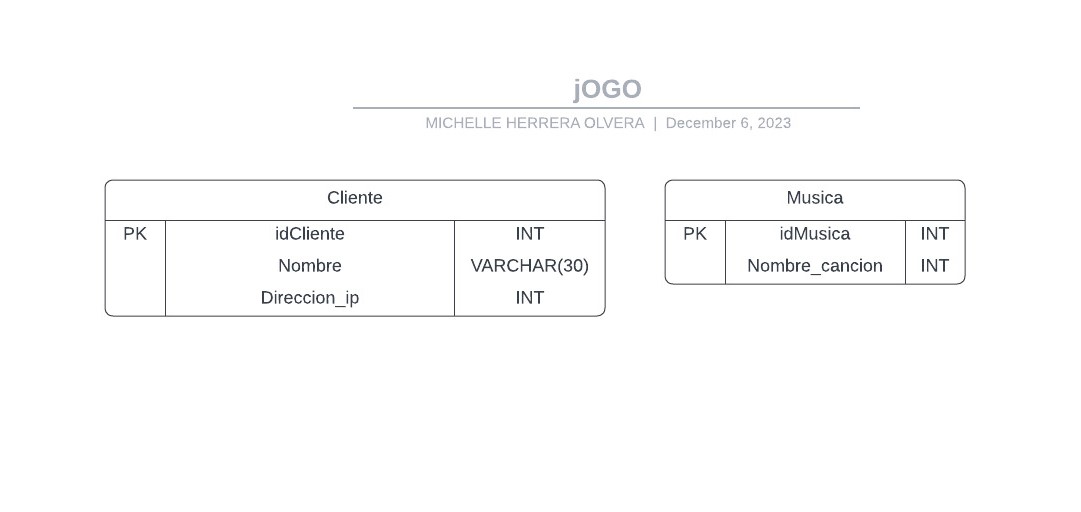 jOGO
MICHELLE HERRERA OLVERA | December 6, 2023
Cliente
PK idCliente INT
Nombre VARCHAR(30)
Direccion_ip INT
Musica
PK idMusica INT
Nombre_cancion INT